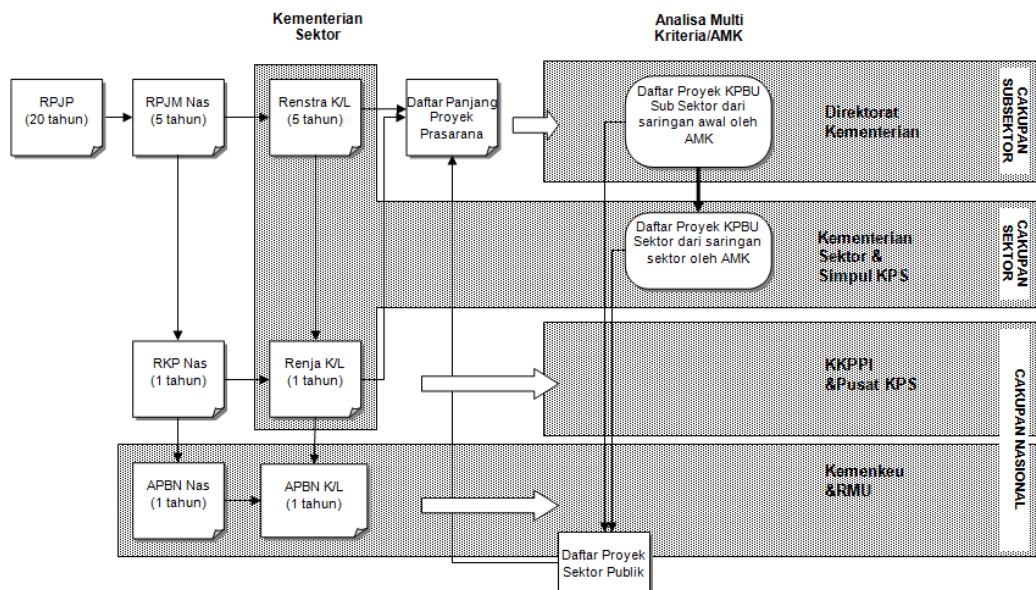 Kementerian
Sektor
Analisa Multi
Kriteria/AMK
RPJP
(20 tahun)
RPJM Nas
(5 tahun)
Renstra K/L
(5 tahun)
Daftar Panjang
Proyek
Prasarana
Daftar Proyek KPBU
Sub Sektor dari
saringan awal oleh
AMK
Direktorat
Kementerian
CAKUPAN
SUBSEKTOR
Daftar Proyek KPBU
Sektor dari saringan
sektor oleh AMK
Kementerian
Sektor &
Simpul KPS
CAKUPAN
SEKTOR
RKP Nas
(1 tahun)
Renja K/L
(1 tahun)
KKPPI
&Pusat KPS
CAKUPAN NASIONAL
APBN Nas
(1 tahun)
APBN K/L
(1 tahun)
Kemenkeu
&RMU
Daftar Proyek
Sektor Publik